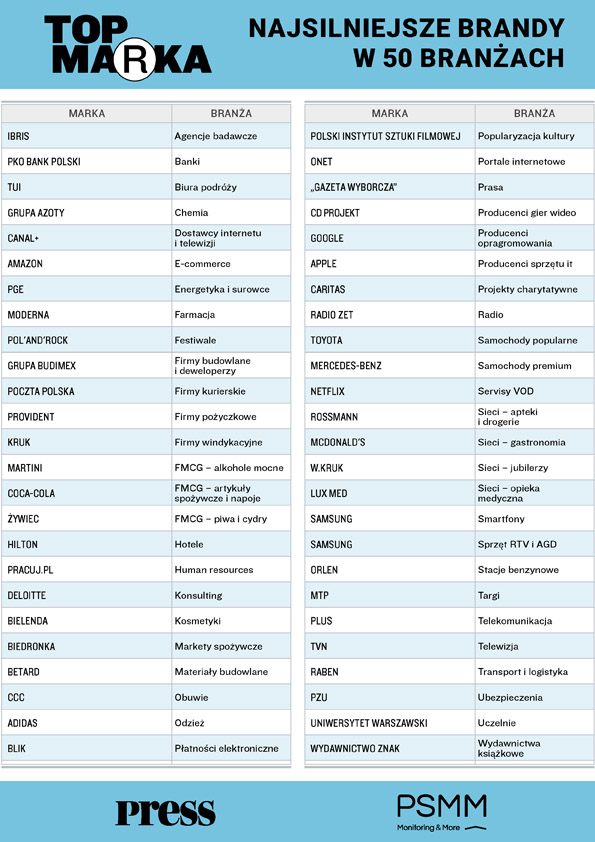 TOP
MARKA
NAJSILNIEJSZE BRANDY
W 50 BRANŻACH
MARKA BRANŻA
IBRIS Agencje badawcze
PKO BANK POLSKI Banki
TUI Biura podróży
GRUPA AZOTY Chemia
CANAL+ Dostawcy internetu
i telewizji
AMAZON E-commerce
PGE Energetyka i surowce
MODERNA Farmacja
POL'AND'ROCK Festiwale
GRUPA BUDIMEX Firmy budowlane
i deweloperzy
POCZTA POLSKA Firmy kurierskie
PROVIDENT Firmy pożyczkowe
KRUK Firmy windykacyjne
MARTINI FMCG – alkohole mocne
COCA-COLA FMCG – artykuły
spożywcze i napoje
ŻYWIEC FMCG – piwa i cydry
HILTON Hotele
PRACUJ.PL Human resources
DELOITTE Konsulting
BIELENDA Kosmetyki
BIEDRONKA Markety spożywcze
BETARD Materiały budowlane
CCC Obuwie
ADIDAS Odzież
BLIK Płatności elektroniczne
MARKA BRANŻA
POLSKI INSTYTUT SZTUKI FILMOWEJ Popularyzacja kultury
ONET Portale internetowe
„GAZETA WYBORCZA" Prasa
CD PROJEKT Producenci gier wideo
GOOGLE Producenci
opragromowania
APPLE Producenci sprzętu it
CARITAS Projekty charytatywne
RADIO ZET Radio
TOYOTA Samochody popularne
MERCEDES-BENZ Samochody premium
NETFLIX Servisy VOD
ROSSMANN Sieci – apteki
i drogerie
MCDONALD'S Sieci – gastronomia
W.KRUK Sieci – jubilerzy
LUX MED Sieci – opieka
medyczna
SAMSUNG Smartfony
SAMSUNG Sprzęt RTV i AGD
ORLEN Stacje benzynowe
MTP Targi
PLUS Telekomunikacja
TVN Telewizja
RABEN Transport i logistyka
PZU Ubezpieczenia
UNIWERSYTET WARSZAWSKI Uczelnie
WYDAWNICTWO ZNAK Wydawnictwa
książkowe
press
PSMM
Monitoring & More